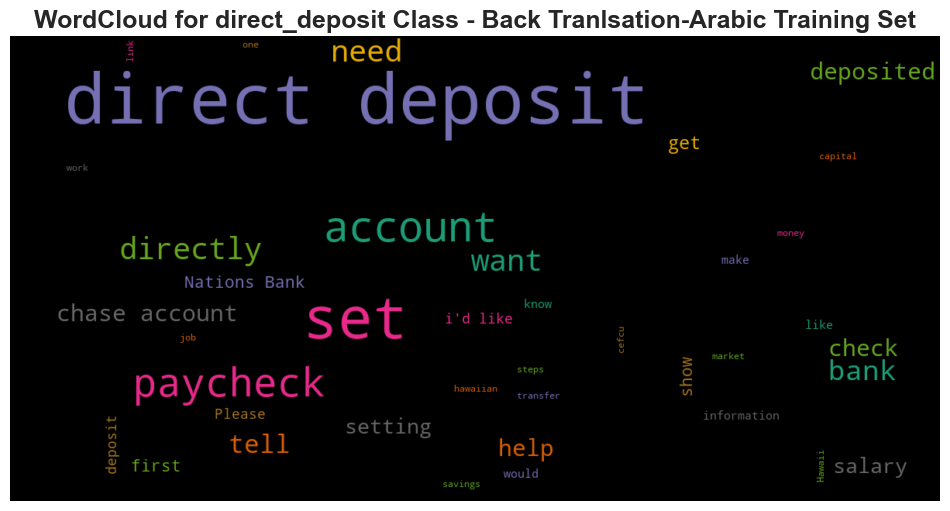 WordCloud for direct_deposit Class - Back Tranlsation-Arabic Training Set
link
one
need
deposited
direct deposit
get
capital
work
account
money
directly
want
make
Nations Bank
know
chase account
i'd like
set
like
job
cefcu
market
check
steps
show
bank
paycheck
hawaiian
transfer
Please
information
setting
deposit
tell
help
first
Hawaii
salary
would
savings